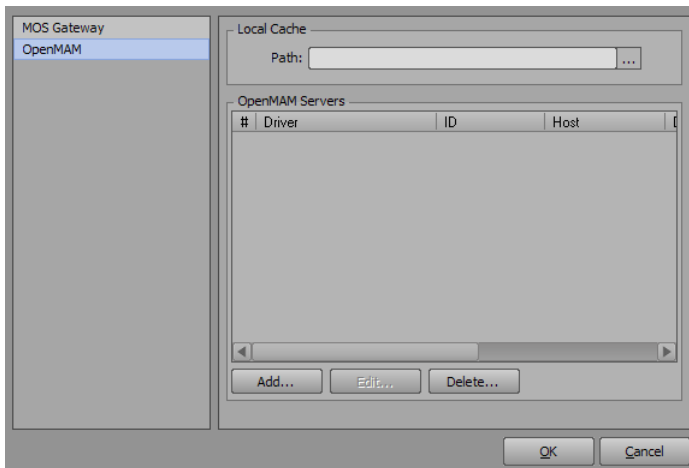 MOS Gateway
OpenMAM
Local Cache
Path:
...
OpenMAM Servers
# Driver ID Host
Add... Edit... Delete...
OK Cancel